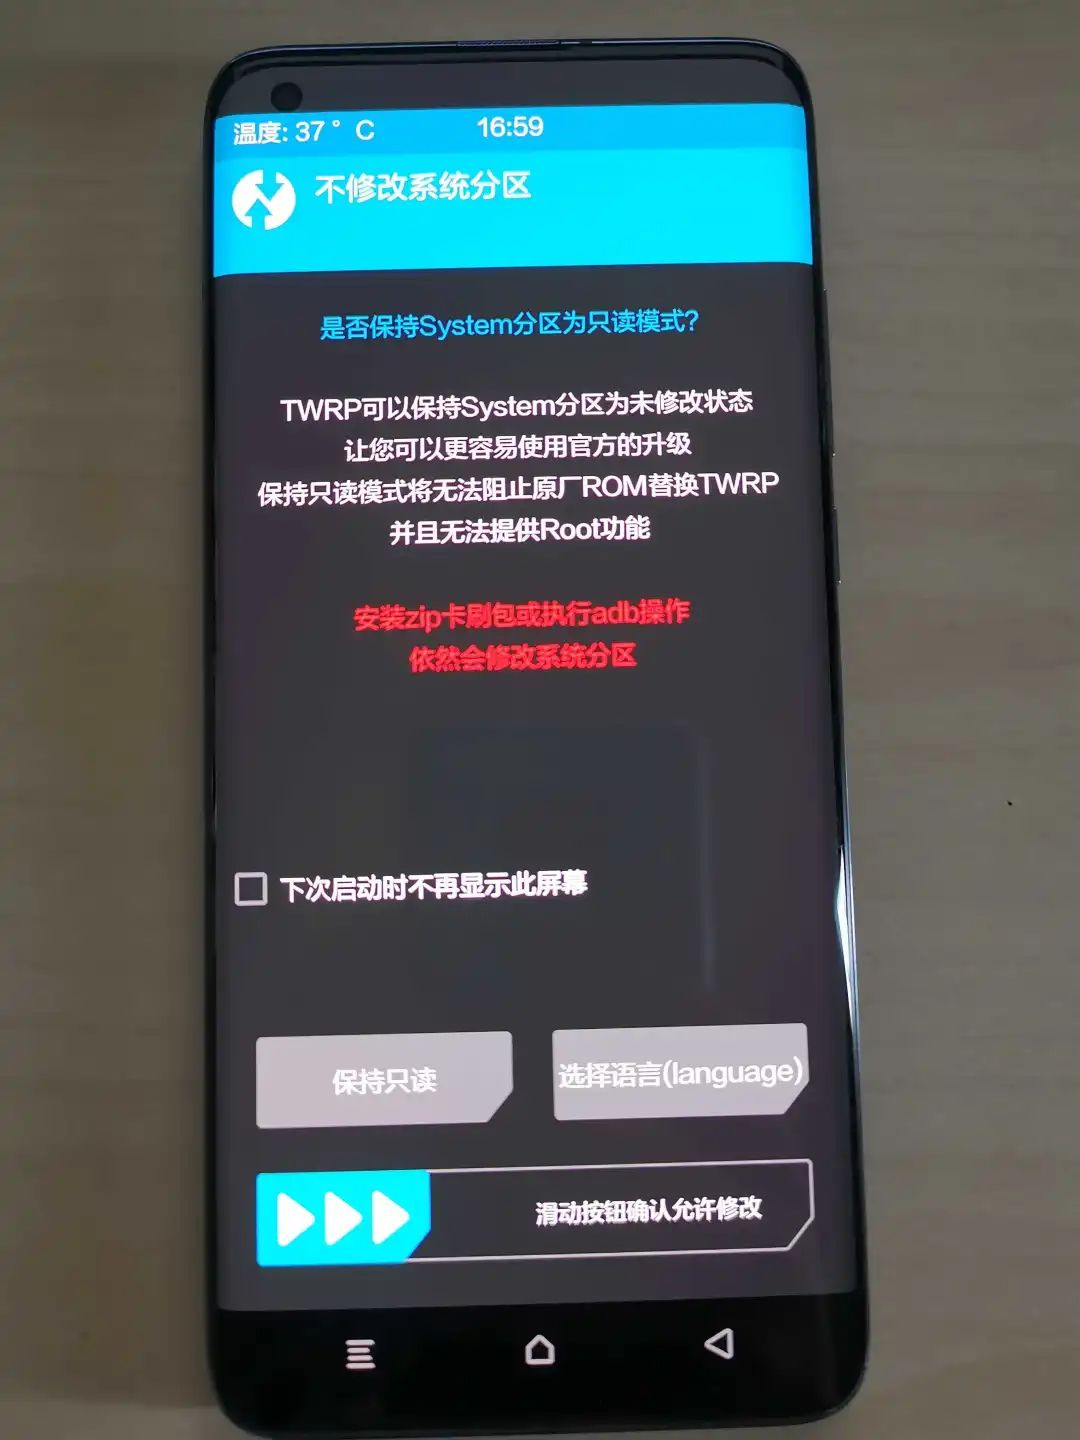 温度: 37 ° C
16:59
不修改系统分区
是否保持System分区为只读模式?
TWRP可以保持System分区为未修改状态
让您可以更容易使用官方的升级
保持只读模式将无法阻止原厂ROM替换TWRP
并且无法提供Root功能
安装zip卡刷包或执行adb操作
依然会修改系统分区
下次启动时不再显示此屏幕
保持只读
选择语言(language)
滑动按钮确认允许修改